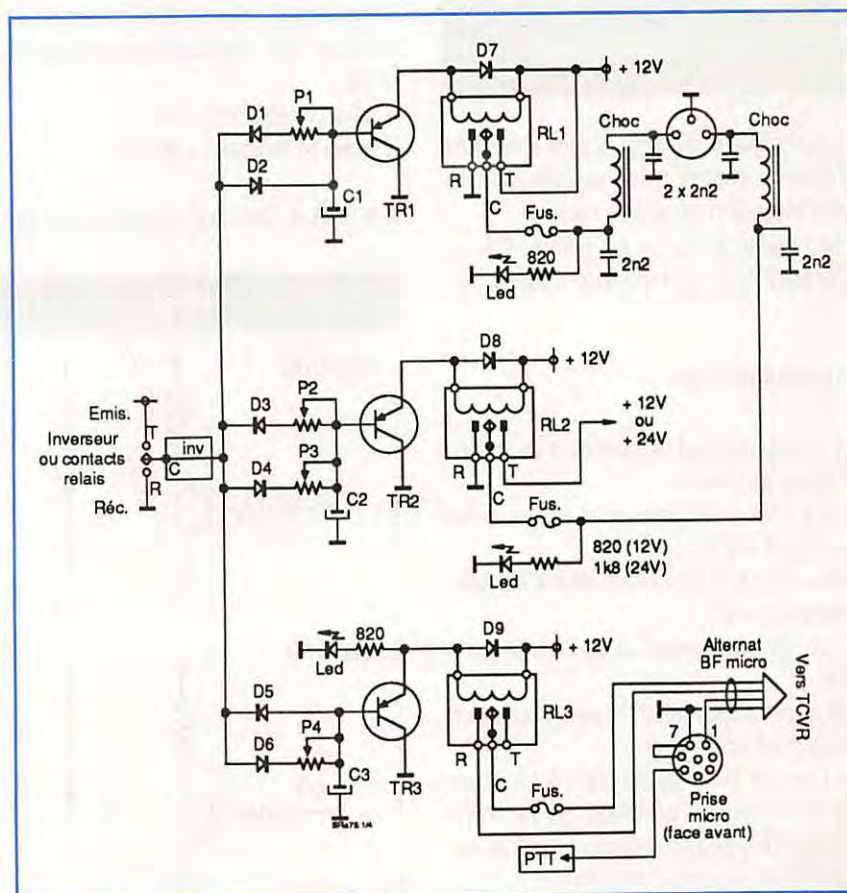 D7
+ 12V
D1
P1
Choc
Choc
RL1
D2
R
T
2 x 2n2
C1
C
Fus.
TR1
820
2n2
2n2
Led
D8
+ 12V
D3
P2
Emis.
T
RL2
+ 12V
ou
+ 24V
Inverseur
ou contacts
relais
inv
C
P3
R
T
R
D4
C
TR2
Réc.
C2
Fus.
820 (12V)
1k8 (24V)
Led
820
D9
+ 12V
Alternat
BF micro
Led
Vers TCVR
D5
RL3
P4
R
T
7
1
D6
C
C3
TR3
Fus.
Prise
micro
(face avant)
PTT